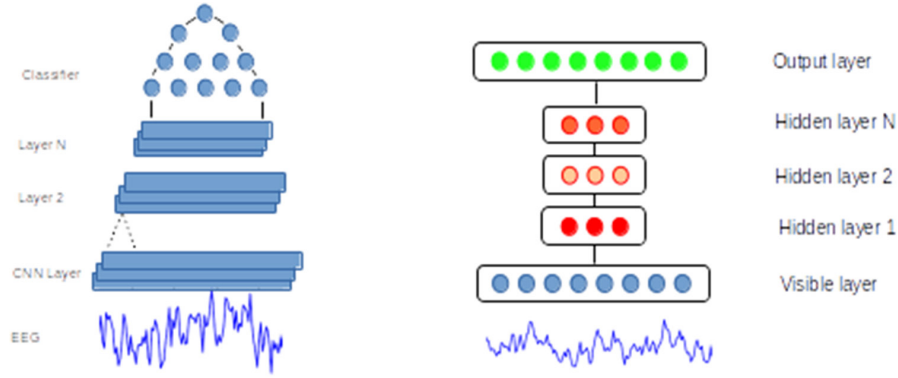 Classifier
Layer N
Layer 2
CNN Layer
EEG
Output layer
Hidden layer N
Hidden layer 2
Hidden layer 1
Visible layer